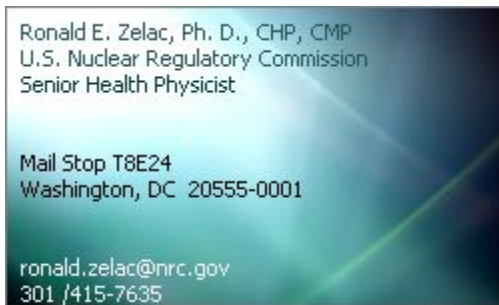 Ronald E. Zelac, Ph. D., CHP, CMP
U.S. Nuclear Regulatory Commission
Senior Health Physicist
Mail Stop T8E24
Washington, DC  20555-0001
ronald.zelac@nrc.gov
301 /415-7635